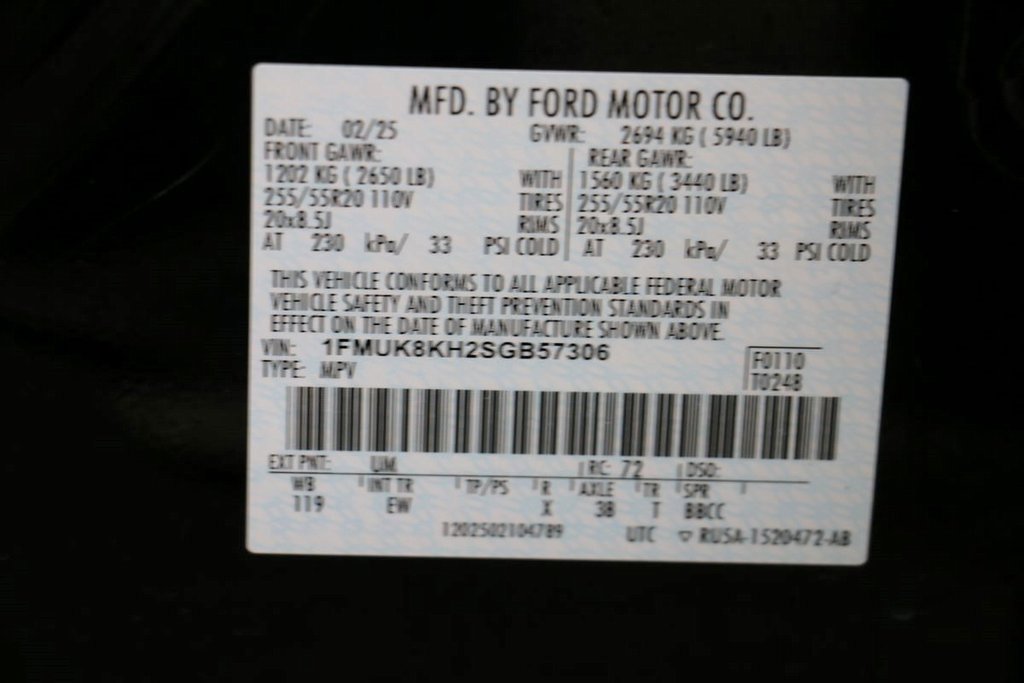 MFD. BY FORD MOTOR CO.
DATE: 02/25 GVWR: 2694 KG ( 5940 LB)
FRONT GAWR: REAR GAWR:
1202 KG ( 2650 LB) WITH 1560 KG ( 3440 LB) WITH
255/55R20 110V TIRES 255/55R20 110V TIRES
20x8.5J RIMS 20x8.5J RIMS
AT 230 kPa/ 33 PSI COLD AT 230 kPa/ 33 PSI COLD
THIS VEHICLE CONFORMS TO ALL APPLICABLE FEDERAL MOTOR
VEHICLE SAFETY AND THEFT PREVENTION STANDARDS IN
EFFECT ON THE DATE OF MANUFACTURE SHOWN ABOVE.
VIN: 1FMUK8KH2SGB57306 F0110
TYPE: MPV T0248
EXT PNT: UM RC: 72 DSO:
WB INT TR TP/PS R AXLE TR SPR
119 EW X 3B T BBCC
1202502104789 UTC ▽ RUSA-1520472-AB